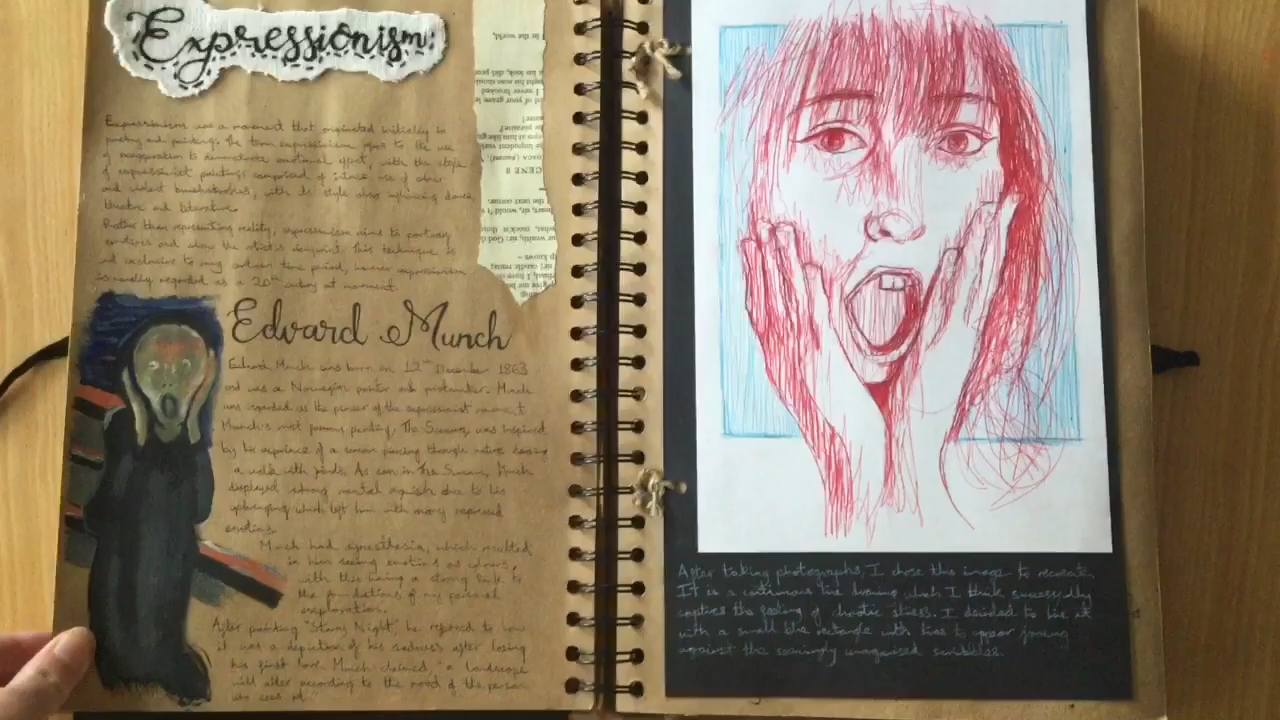 Expressionism
Expressionism was a movement that originated initially in
poetry and painting. The term expressionism refers to the use
of exaggeration to demonstrate emotional effect, with the style
of expressionist paintings comprised of intense use of colour
and violent brushstrokes, with its style also influencing dance,
theatre and literature.
Rather than representing reality, expressionism aims to portray
emotions and show the artist's viewpoint. This technique is
not exclusive to any certain time period, however expressionism
is usually regarded as a 20th century art movement.
Edvard Munch
Edvard Munch was born on 12th December 1863
and was a Norwegian painter and printmaker. Munch
was regarded as the pioneer of the expressionist movement.
Munch's most famous painting, The Scream, was inspired
by his experience of a scream piercing through nature during
a walk with friends. As seen in The Scream, Munch
displayed strong mental anguish due to his
upbringing which left him with many repressed
emotions.
Munch had synesthesia, which resulted
in him seeing emotions as colours,
with this having a strong link to
the foundations of my personal
exploration.
After painting "Starry Night" he referred to how
it was a depiction of his sadness after losing
his first love. Munch claimed, "a landscape
will alter according to the mood of the person
who sees it"
in the world,
SCENE II
After taking photographs, I chose this image to recreate.
It is a continuous line drawing which I think successfully
captures the feeling of chaotic stress. I decided to line it
with a small blue rectangle with lines to appear fencing
against the seemingly unorganised scribbles.